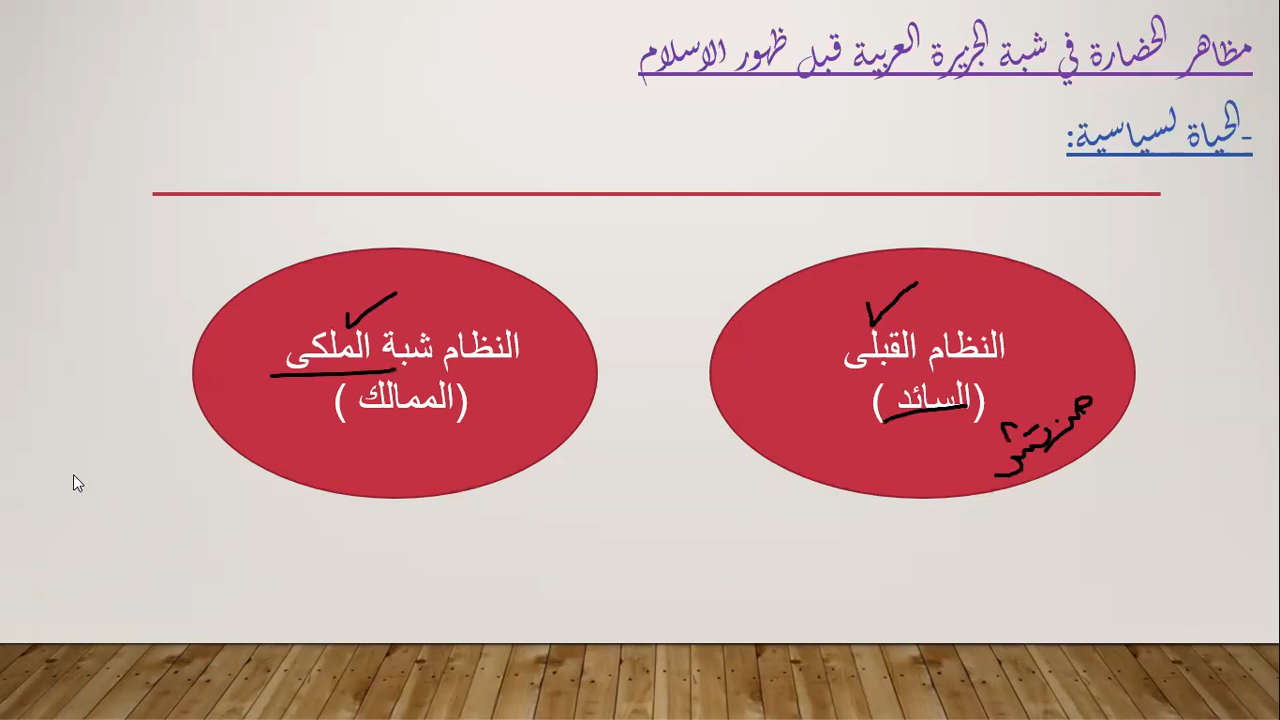 مظاهر الحضارة في شبة الجزيرة العربية قبل ظهور الاسلام
-الحياة لسياسية:
النظام القبلى
(السائد )
النظام شبة الملكى
(الممالك )